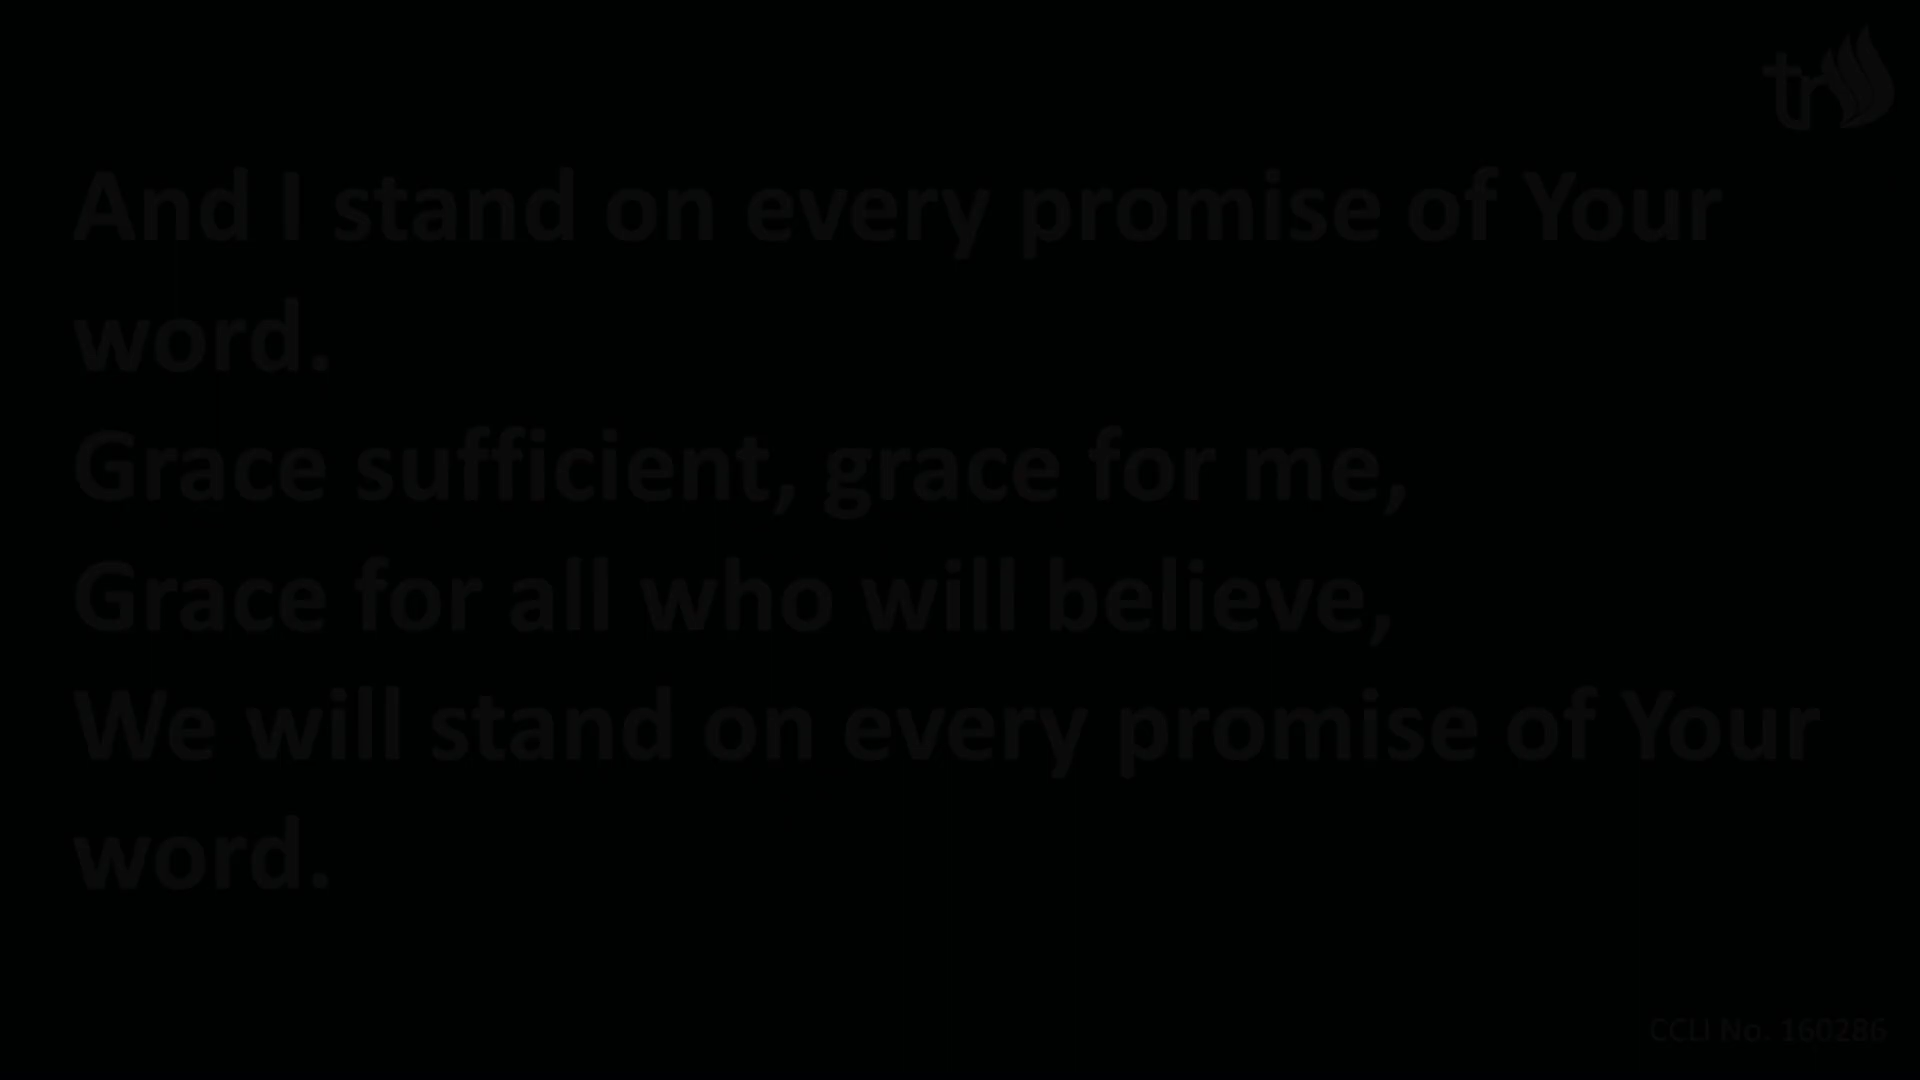 tr
And I stand on every promise of Your
word.
Grace sufficient, grace for me,
Grace for all who will believe,
We will stand on every promise of Your
word.
CCLI No. 160286